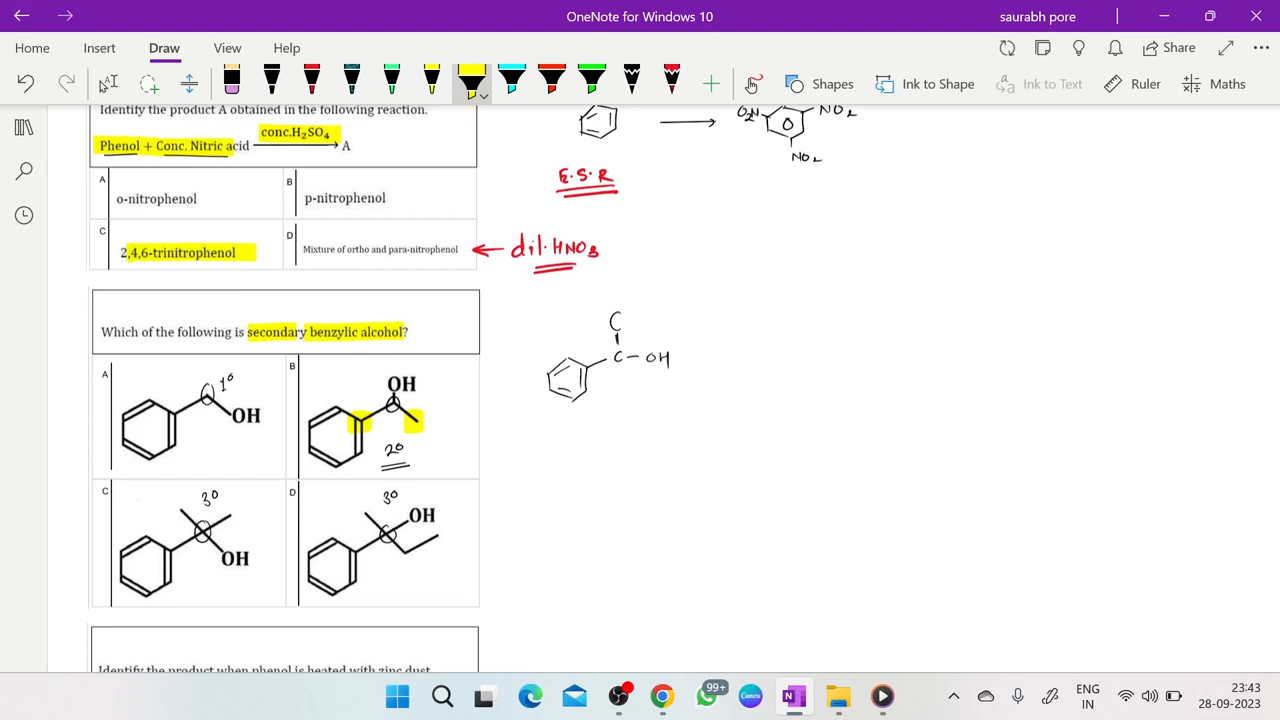 OneNote for Windows 10
saurabh pore
Home Insert Draw View Help
Share
Shapes Ink to Shape Ink to Text Ruler Maths
Identify the product A obtained in the following reaction.
Phenol + Conc. Nitric acid conc.H₂SO₄ → A
A o-nitrophenol
B p-nitrophenol
C 2,4,6-trinitrophenol
D Mixture of ortho and para-nitrophenol
← dil·HNO₃
→ O₂N NO₂
NO₂
E.S.R
Which of the following is secondary benzylic alcohol?
A 1° OH
B OH
2°
C 3° OH
D 3° OH
C
C – OH
Identify the product when phenol is heated with zinc dust
99+
Canva
ENG
IN
23:43
28-09-2023